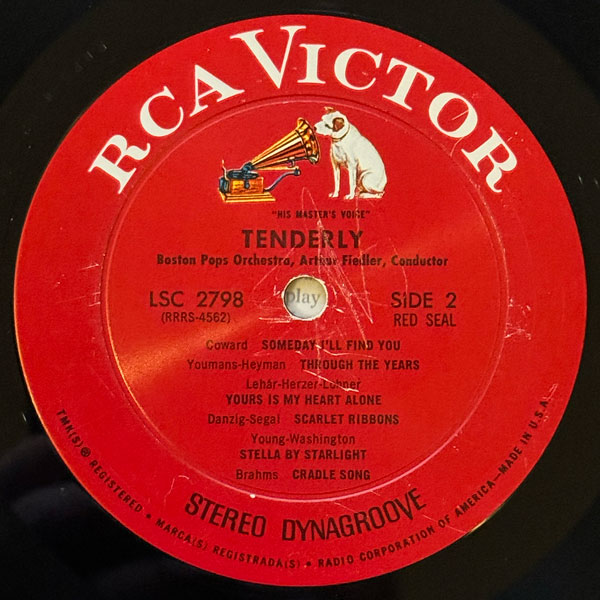 RCA VICTOR
"HIS MASTER'S VOICE"
TENDERLY
Boston Pops Orchestra, Arthur Fiedler, Conductor
LSC 2798
(RRRS-4562)
play
SIDE 2
RED SEAL
Coward SOMEDAY I'LL FIND YOU
Youmans-Heyman THROUGH THE YEARS
Lehár-Herzer-Lohner
YOURS IS MY HEART ALONE
Danzig-Segal SCARLET RIBBONS
Young-Washington
STELLA BY STARLIGHT
Brahms CRADLE SONG
STEREO DYNAGROOVE
TMK(S) ® REGISTERED • MARCA(S) REGISTRADA(S) • RADIO CORPORATION OF AMERICA—MADE IN U.S.A.